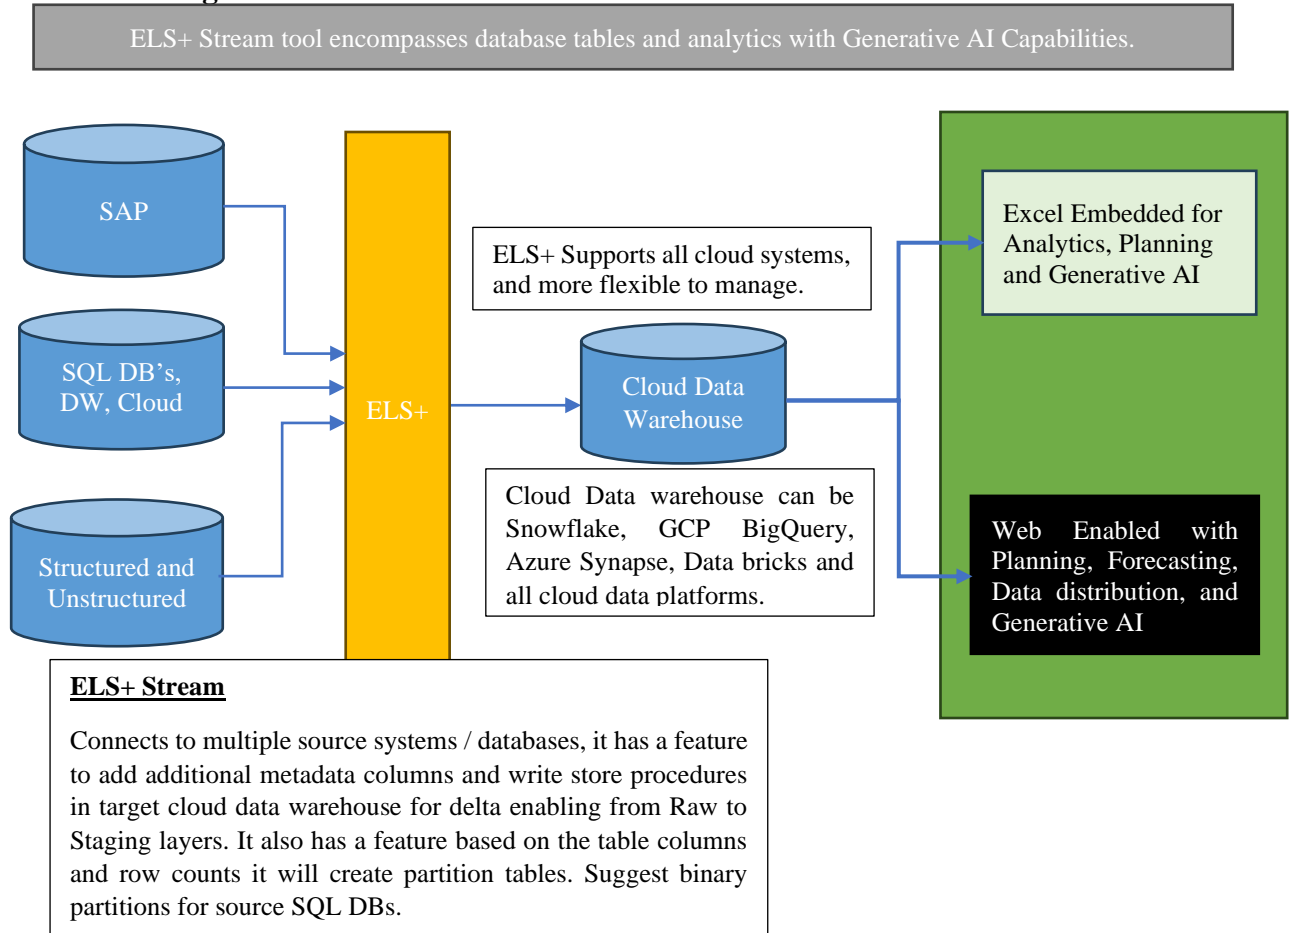 ELS+ Stream tool encompasses database tables and analytics with Generative AI Capabilities.
SAP
SQL DB’s,
DW, Cloud
Structured and
Unstructured
ELS+
ELS+ Supports all cloud systems,
and more flexible to manage.
Cloud Data
Warehouse
Cloud Data warehouse can be
Snowflake, GCP BigQuery,
Azure Synapse, Data bricks and
all cloud data platforms.
Excel Embedded for
Analytics, Planning
and Generative AI
Web Enabled with
Planning, Forecasting,
Data distribution, and
Generative AI
ELS+ Stream
Connects to multiple source systems / databases, it has a feature
to add additional metadata columns and write store procedures
in target cloud data warehouse for delta enabling from Raw to
Staging layers. It also has a feature based on the table columns
and row counts it will create partition tables. Suggest binary
partitions for source SQL DBs.